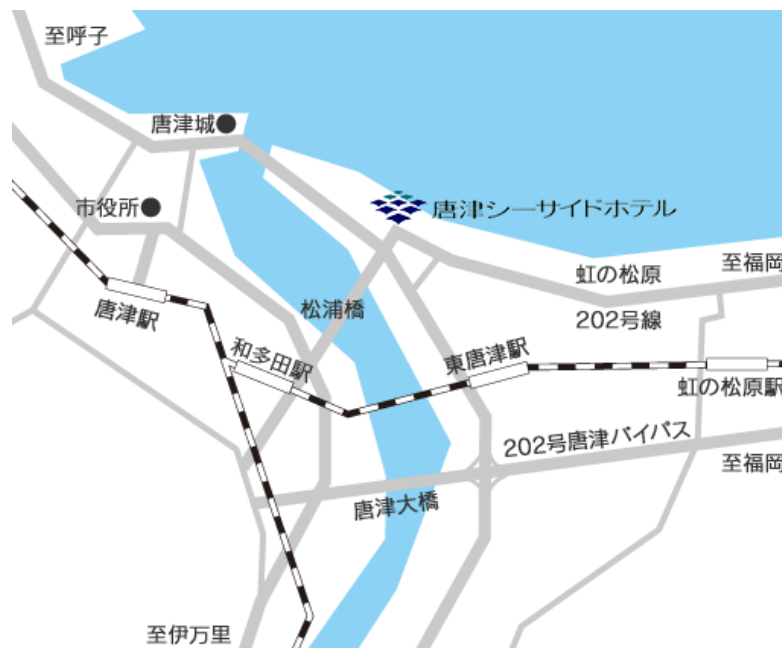 至呼子
唐津城
市役所
唐津シーサイドホテル
虹の松原
至福岡
唐津駅
松浦橋
202号線
和多田駅
東唐津駅
虹の松原駅
202号唐津バイパス
至福岡
唐津大橋
至伊万里